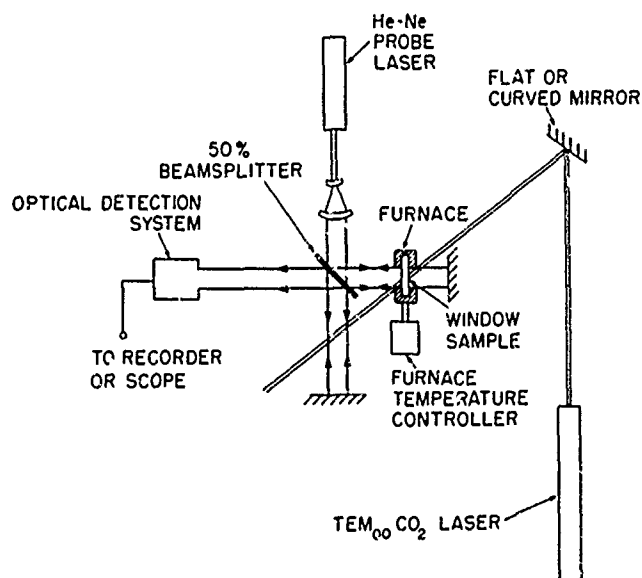 He-Ne
PROBE
LASER
FLAT OR
CURVED MIRROR
50%
BEAMSPLITTER
OPTICAL DETECTION
SYSTEM
FURNACE
WINDOW
SAMPLE
TO RECORDER
OR SCOPE
FURNACE
TEMPERATURE
CONTROLLER
TEM₀₀ CO₂ LASER